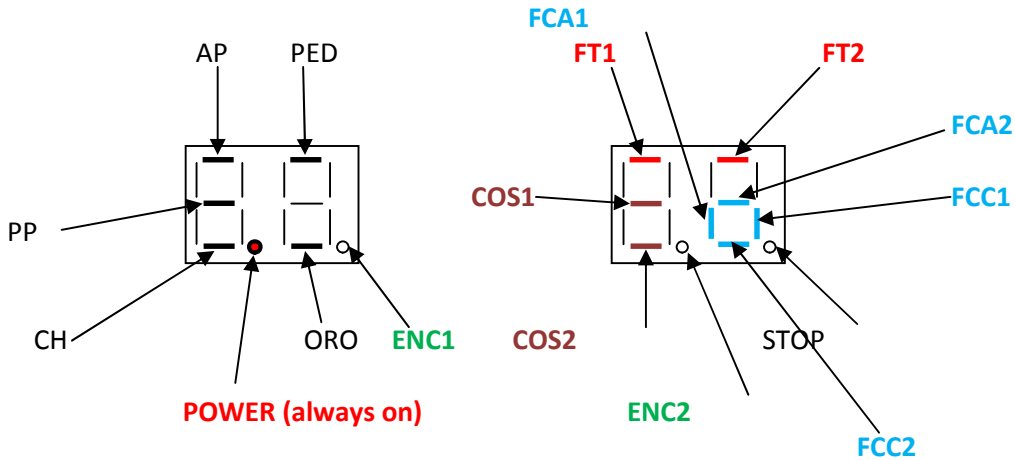 FCA1
AP PED FT1 FT2
FCA2
COS1 FCC1
PP
CH ORO ENC1 COS2 STOP
POWER (always on) ENC2
FCC2